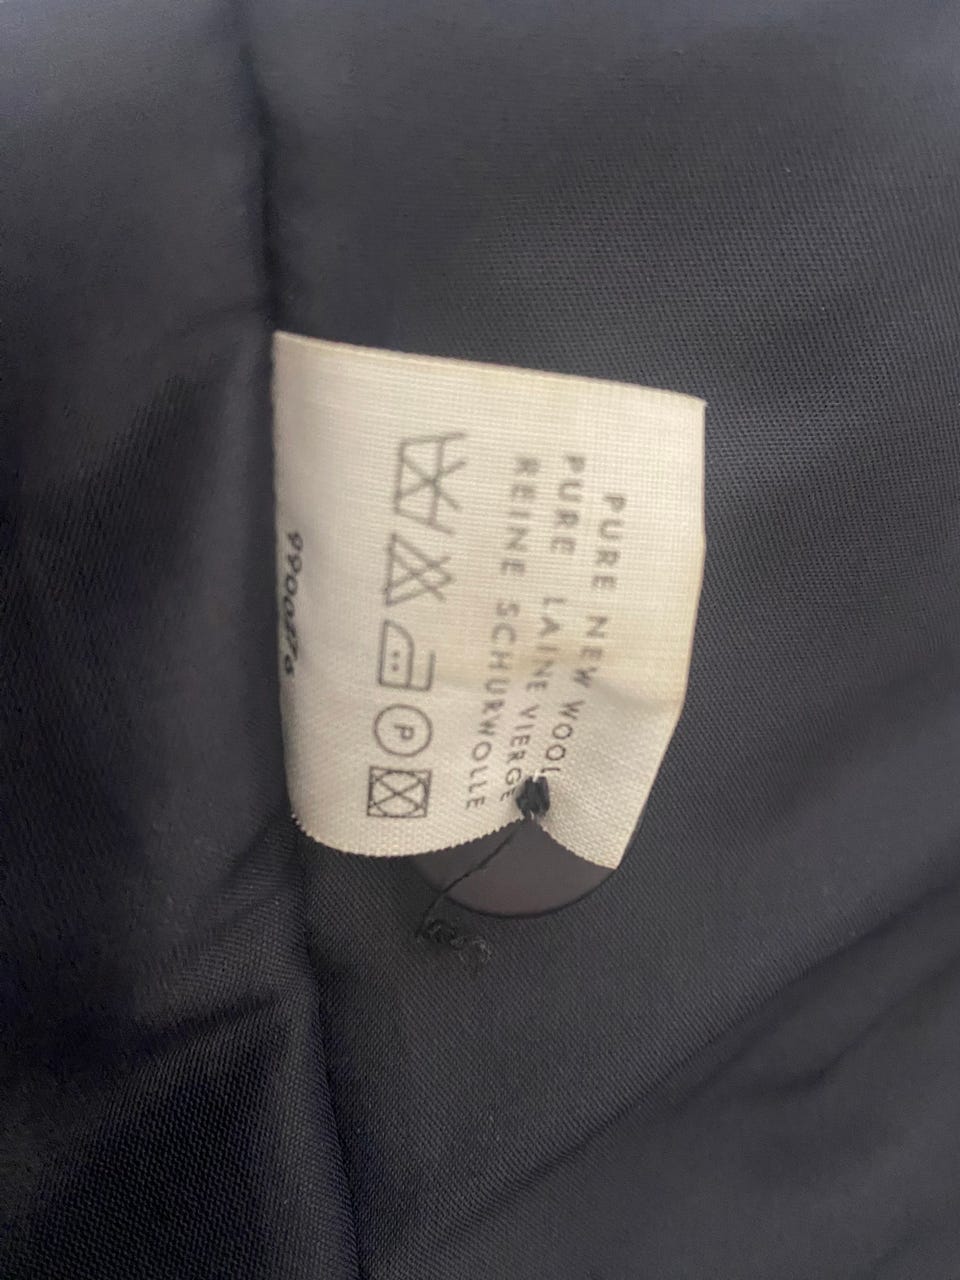 PURE NEW WOOL
PURE LAINE VIERGE
REINE SCHURWOLLE
P